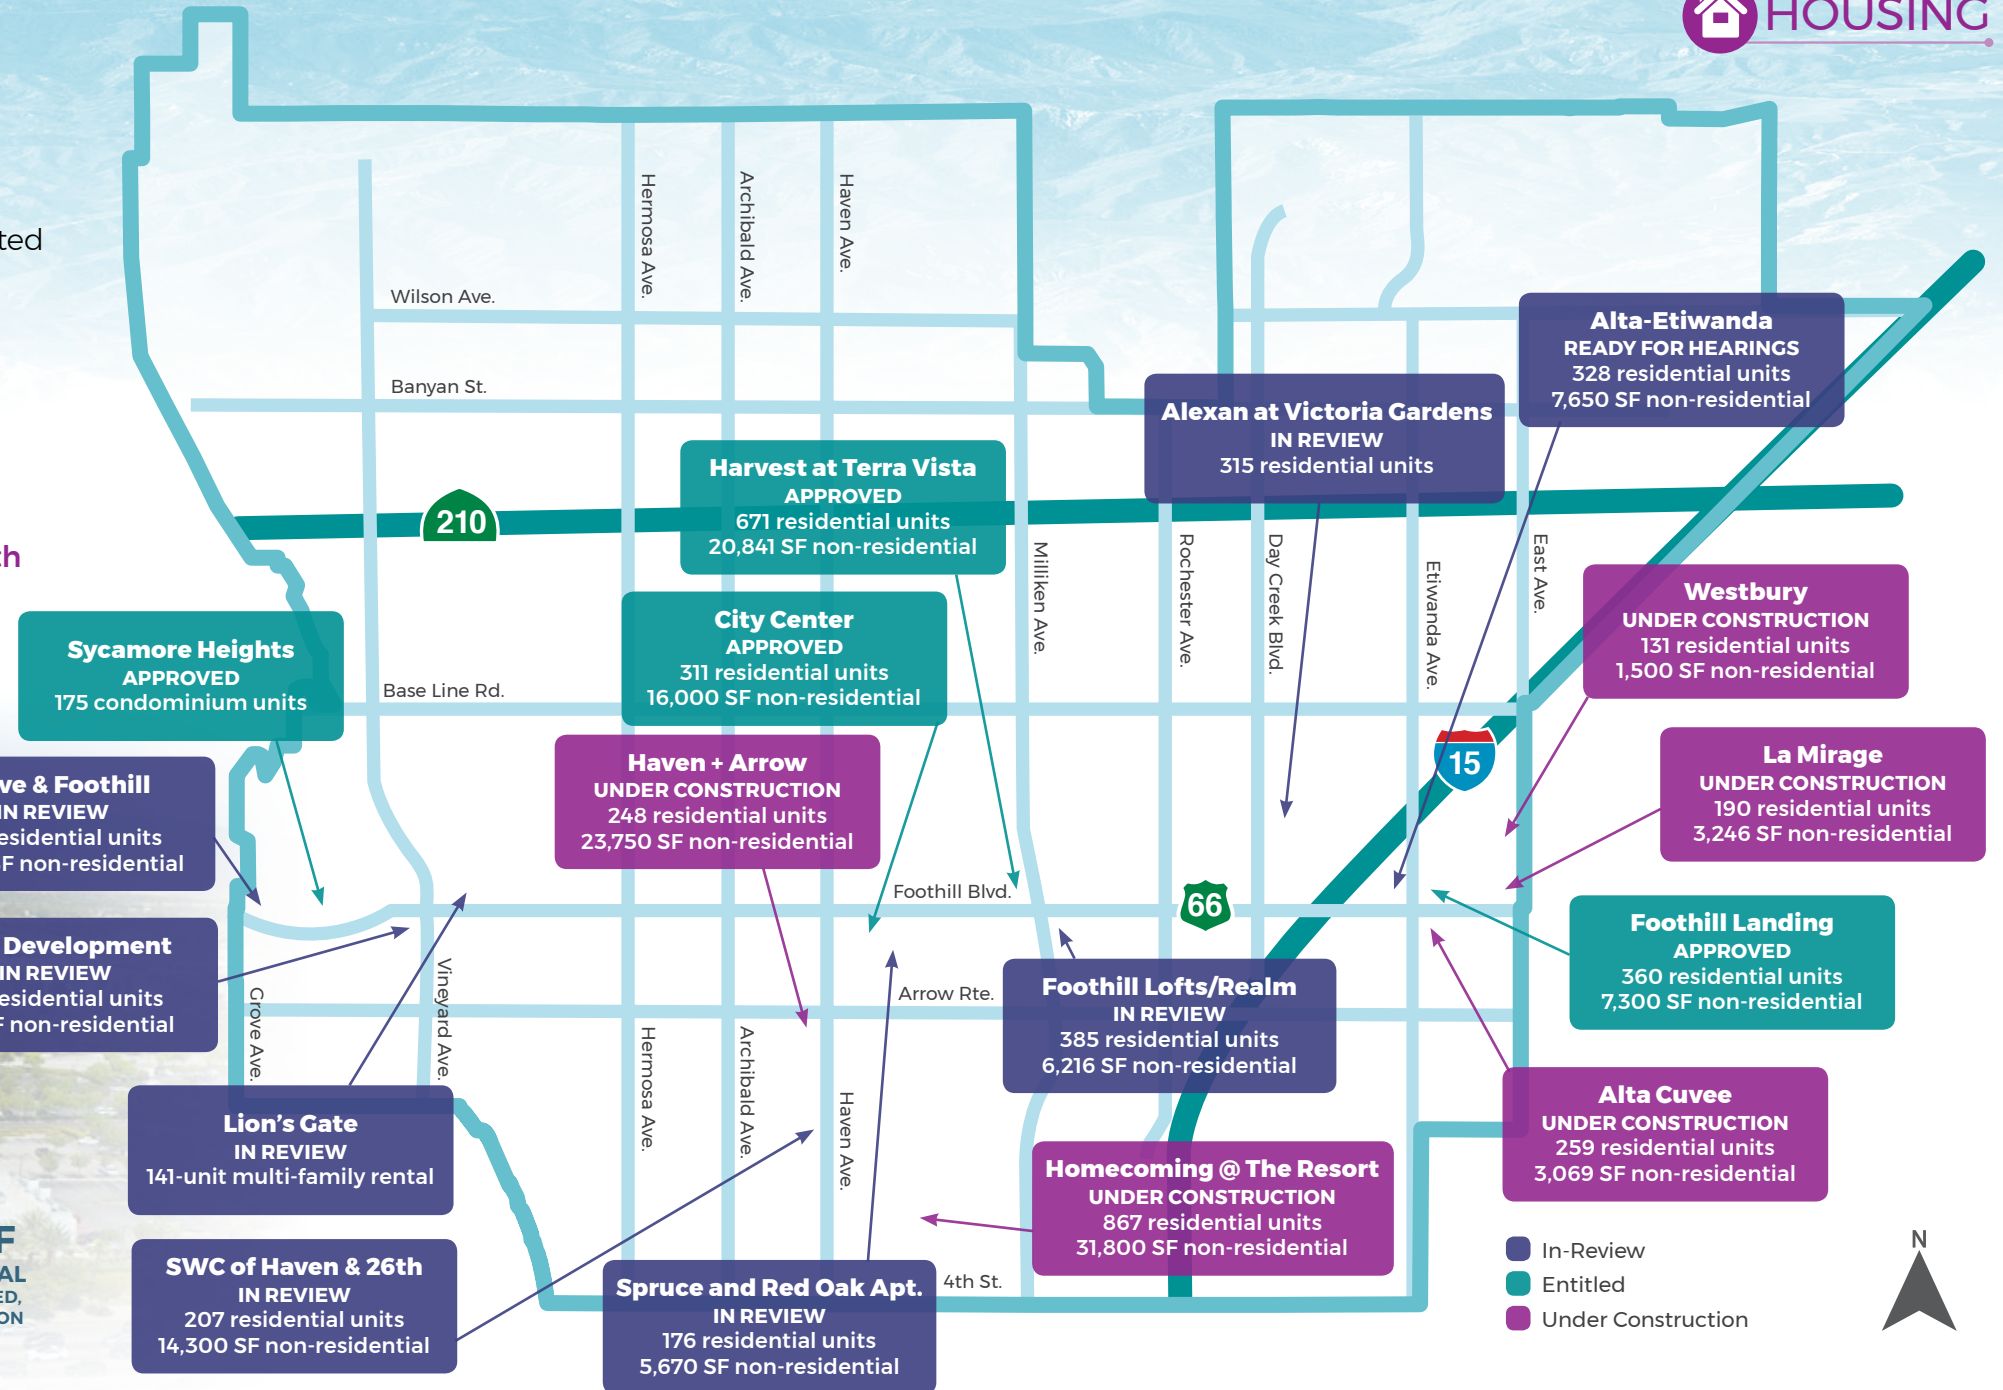 HOUSING
Hermosa Ave.
Archibald Ave.
Haven Ave.
Wilson Ave.
Banyan St.
Alta-Etiwanda
READY FOR HEARINGS
328 residential units
7,650 SF non-residential
Alexan at Victoria Gardens
IN REVIEW
315 residential units
Harvest at Terra Vista
APPROVED
671 residential units
20,841 SF non-residential
210
Milliken Ave.
Rochester Ave.
Day Creek Blvd.
Etiwanda Ave.
East Ave.
Westbury
UNDER CONSTRUCTION
131 residential units
1,500 SF non-residential
Sycamore Heights
APPROVED
175 condominium units
City Center
APPROVED
311 residential units
16,000 SF non-residential
Base Line Rd.
15
La Mirage
UNDER CONSTRUCTION
190 residential units
3,246 SF non-residential
Haven + Arrow
UNDER CONSTRUCTION
248 residential units
23,750 SF non-residential
& Foothill
IN REVIEW
residential units
SF non-residential
Foothill Blvd.
66
Foothill Landing
APPROVED
360 residential units
7,300 SF non-residential
Development
IN REVIEW
residential units
SF non-residential
Grove Ave.
Vineyard Ave.
Arrow Rte.
Foothill Lofts/Realm
IN REVIEW
385 residential units
6,216 SF non-residential
Hermosa Ave.
Archibald Ave.
Haven Ave.
Alta Cuvee
UNDER CONSTRUCTION
259 residential units
3,069 SF non-residential
Lion's Gate
IN REVIEW
141-unit multi-family rental
Homecoming @ The Resort
UNDER CONSTRUCTION
867 residential units
31,800 SF non-residential
SWC of Haven & 26th
IN REVIEW
207 residential units
14,300 SF non-residential
Spruce and Red Oak Apt.
IN REVIEW
176 residential units
5,670 SF non-residential
4th St.
In-Review
Entitled
Under Construction
N